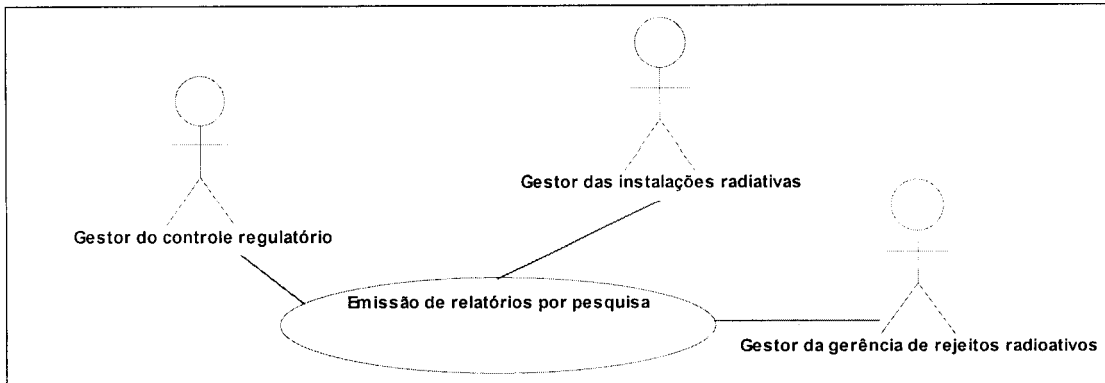 Gestor das instalações radiativas
Gestor do controle regulatório
Emissão de relatórios por pesquisa
Gestor da gerência de rejeitos radioativos